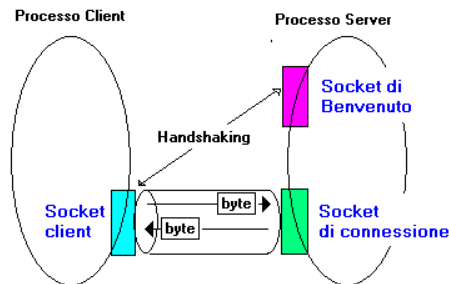 Processo Client
Processo Server
Socket di
Benvenuto
Handshaking
byte
byte
Socket
client
Socket
di connessione